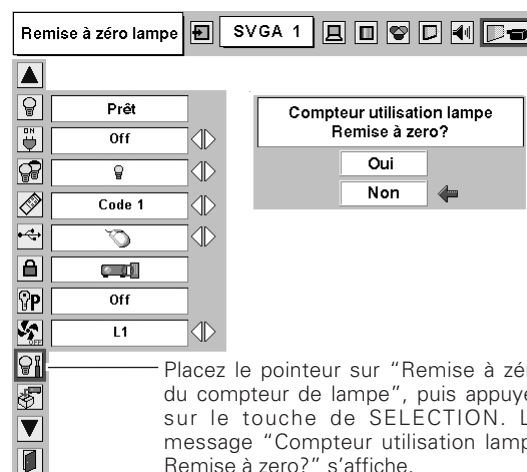 Remise à zéro lampe
SVGA 1
Prêt
ON
Off
Code 1
P
Off
OFF
L1
Compteur utilisation lampe
Remise à zero?
Oui
Non
Placez le pointeur sur “Remise à zér
du compteur de lampe”, puis appuye
sur le touche de SELECTION. L
message “Compteur utilisation lamp
Remise à zero?” s’affiche.